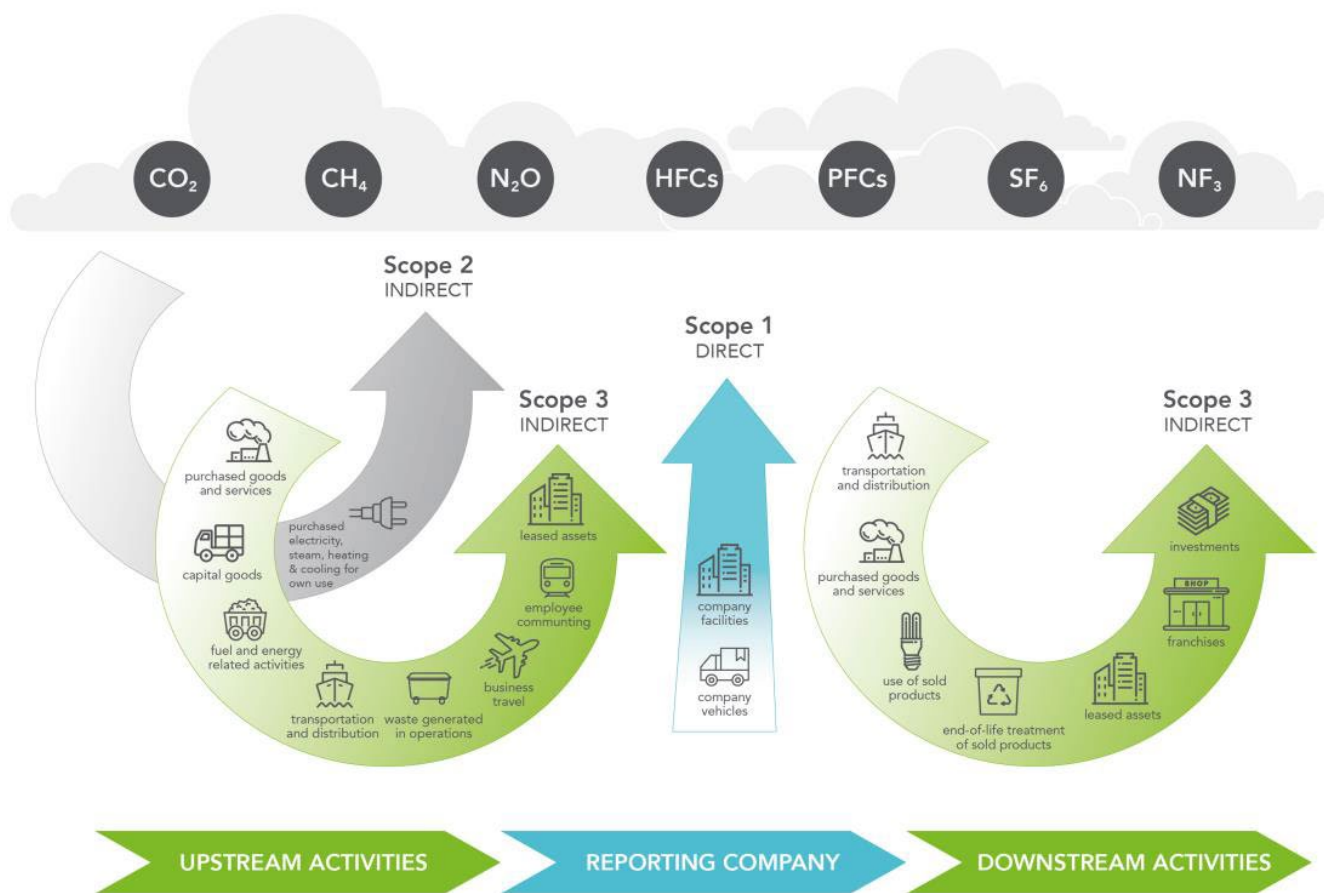 CO₂
CH₄
N₂O
HFCs
PFCs
SF₆
NF₃
Scope 2
INDIRECT
purchased
electricity,
steam, heating
& cooling for
own use
Scope 3
INDIRECT
purchased goods
and services
capital goods
fuel and energy
related activities
transportation
and distribution
waste generated
in operations
business
travel
employee
communting
leased assets
Scope 1
DIRECT
company
facilities
company
vehicles
Scope 3
INDIRECT
transportation
and distribution
purchased goods
and services
use of sold
products
end-of-life treatment
of sold products
leased assets
SHOP
franchises
investments
UPSTREAM ACTIVITIES
REPORTING COMPANY
DOWNSTREAM ACTIVITIES